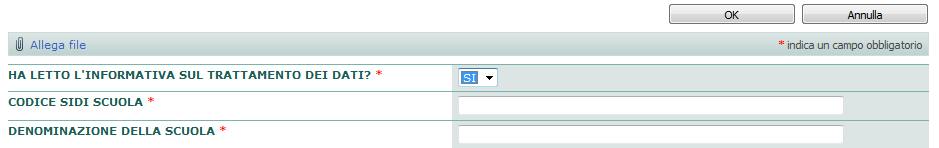 OK Annulla
Allega file * indica un campo obbligatorio
HA LETTO L'INFORMATIVA SUL TRATTAMENTO DEI DATI? * SI
CODICE SIDI SCUOLA *
DENOMINAZIONE DELLA SCUOLA *